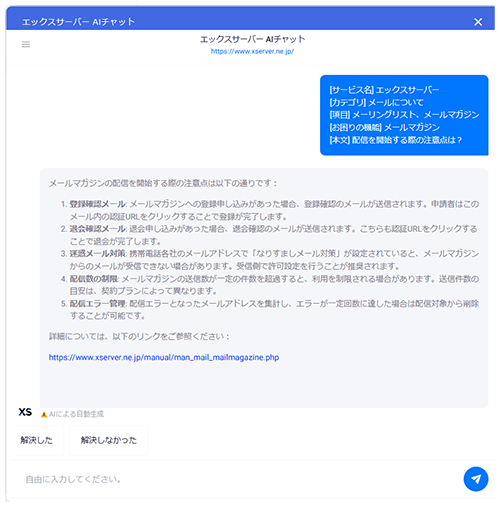 エックスサーバー AIチャット
エックスサーバー AIチャット
https://www.xserver.ne.jp/
[サービス名] エックスサーバー
[カテゴリ] メールについて
[項目] メーリングリスト、メールマガジン
[お困りの機能] メールマガジン
[本文] 配信を開始する際の注意点は？
メールマガジンの配信を開始する際の注意点は以下の通りです：
1. 登録確認メール: メールマガジンへの登録申し込みがあった場合、登録確認のメールが送信されます。申請者はこの
メール内の認証URLをクリックすることで登録が完了します。
2. 退会確認メール: 退会申し込みがあった場合、退会確認のメールが送信されます。こちらも認証URLをクリックする
ことで退会が完了します。
3. 迷惑メール対策: 携帯電話会社のメールアドレスで「なりすましメール対策」が設定されていると、メールマガジン
からのメールが受信できない場合があります。受信側で許可設定を行うことが推奨されます。
4. 配信数の制限: メールマガジンの送信数が一定の件数を超過すると、利用を制限される場合があります。送信件数の
目安は、契約プランによって異なります。
5. 配信エラー管理: 配信エラーとなったメールアドレスを集計し、エラーが一定回数に達した場合は配信対象から削除
することが可能です。
詳細については、以下のリンクをご参照ください：
https://www.xserver.ne.jp/manual/man_mail_mailmagazine.php
XS
AIによる自動生成
解決した
解決しなかった
自由に入力してください。